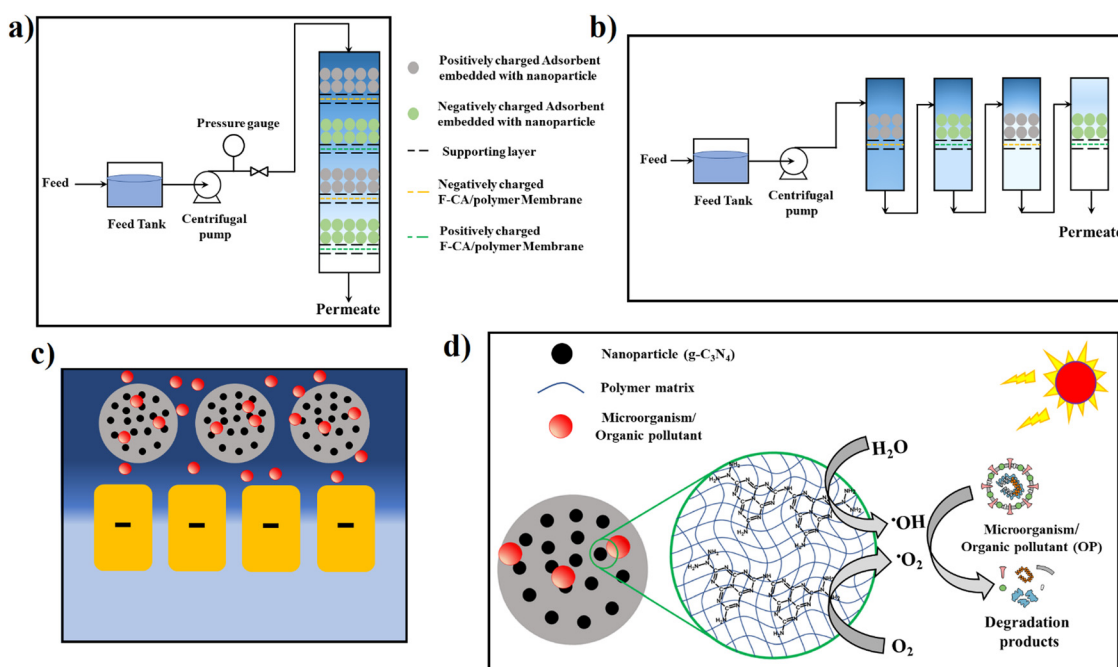 a)
Pressure gauge
Feed
Feed Tank
Centrifugal
pump
Permeate
Positively charged Adsorbent
embedded with nanoparticle
Negatively charged Adsorbent
embedded with nanoparticle
Supporting layer
Negatively charged
F-CA/polymer Membrane
Positively charged
F-CA/polymer Membrane
b)
Feed
Feed Tank
Centrifugal
pump
Permeate
c)
- - - -
d)
Nanoparticle (g-C₃N₄)
Polymer matrix
Microorganism/
Organic pollutant
H₂O
·OH
·O₂
O₂
Microorganism/
Organic pollutant (OP)
Degradation
products